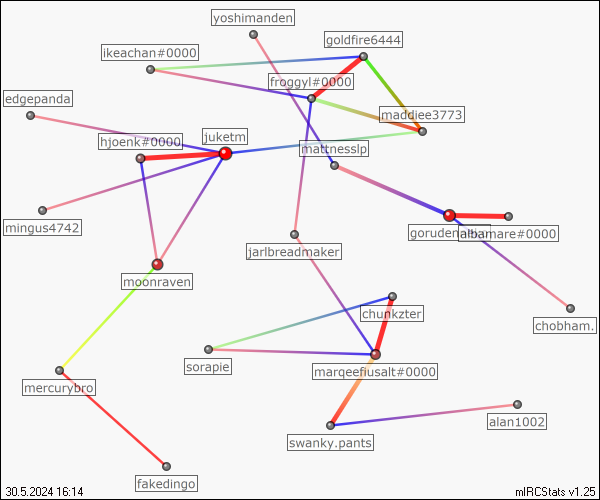 yoshimanden
goldfire6444
ikeachan#0000
froggyl#0000
edgepanda
maddiee3773
juketm
hjoenk#0000
mattnesslp
mingus4742
albamare#0000
jarlbreadmaker
moonraven
chunkzter
chobham.
sorapie
marqeefiusalt#0000
mercurybro
alan1002
swanky.pants
fakedingo
30.5.2024 16:14
mIRCStats v1.25